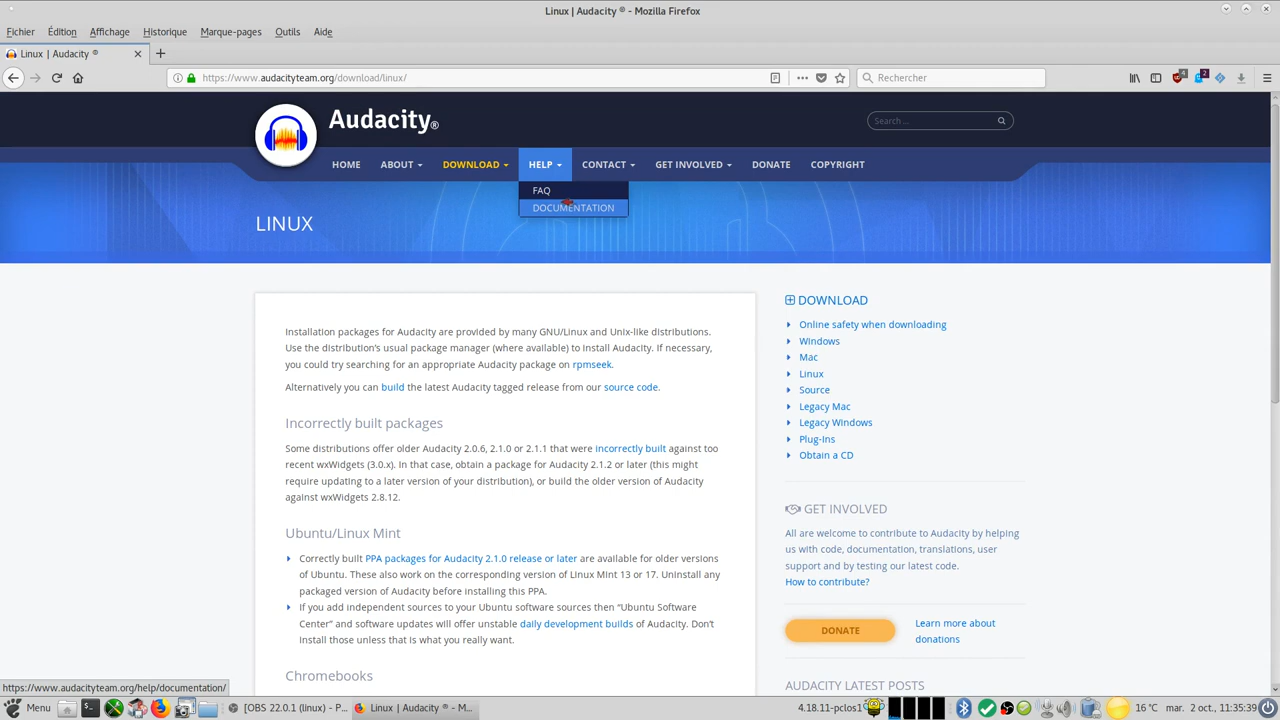 Linux | Audacity ® - Mozilla Firefox
Fichier Édition Affichage Historique Marque-pages Outils Aide
Linux | Audacity ®
https://www.audacityteam.org/download/linux/
Rechercher
4
2
Audacity®
Search ...
HOME ABOUT DOWNLOAD HELP CONTACT GET INVOLVED DONATE COPYRIGHT
FAQ
DOCUMENTATION
LINUX
Installation packages for Audacity are provided by many GNU/Linux and Unix-like distributions.
Use the distribution's usual package manager (where available) to install Audacity. If necessary,
you could try searching for an appropriate Audacity package on rpmseek.
Alternatively you can build the latest Audacity tagged release from our source code.
Incorrectly built packages
Some distributions offer older Audacity 2.0.6, 2.1.0 or 2.1.1 that were incorrectly built against too
recent wxWidgets (3.0.x). In that case, obtain a package for Audacity 2.1.2 or later (this might
require updating to a later version of your distribution), or build the older version of Audacity
against wxWidgets 2.8.12.
Ubuntu/Linux Mint
Correctly built PPA packages for Audacity 2.1.0 release or later are available for older versions
of Ubuntu. These also work on the corresponding version of Linux Mint 13 or 17. Uninstall any
packaged version of Audacity before installing this PPA.
If you add independent sources to your Ubuntu software sources then “Ubuntu Software
Center” and software updates will offer unstable daily development builds of Audacity. Don't
install those unless that is what you really want.
Chromebooks
DOWNLOAD
Online safety when downloading
Windows
Mac
Linux
Source
Legacy Mac
Legacy Windows
Plug-Ins
Obtain a CD
GET INVOLVED
All are welcome to contribute to Audacity by helping
us with code, documentation, translations, user
support and by testing our latest code.
How to contribute?
DONATE
Learn more about
donations
AUDACITY LATEST POSTS
https://www.audacityteam.org/help/documentation/
Menu [OBS 22.0.1 (linux) - P... Linux | Audacity ® - M... 4.18.11-pclos1 16 °C mar. 2 oct., 11:35:39